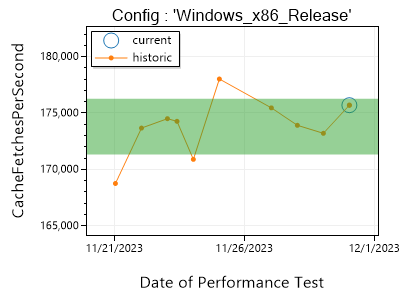 Config : 'Windows_x86_Release'
current
historic
180,000
175,000
170,000
165,000
CacheFetchesPerSecond
11/21/2023
11/26/2023
12/1/2023
Date of Performance Test